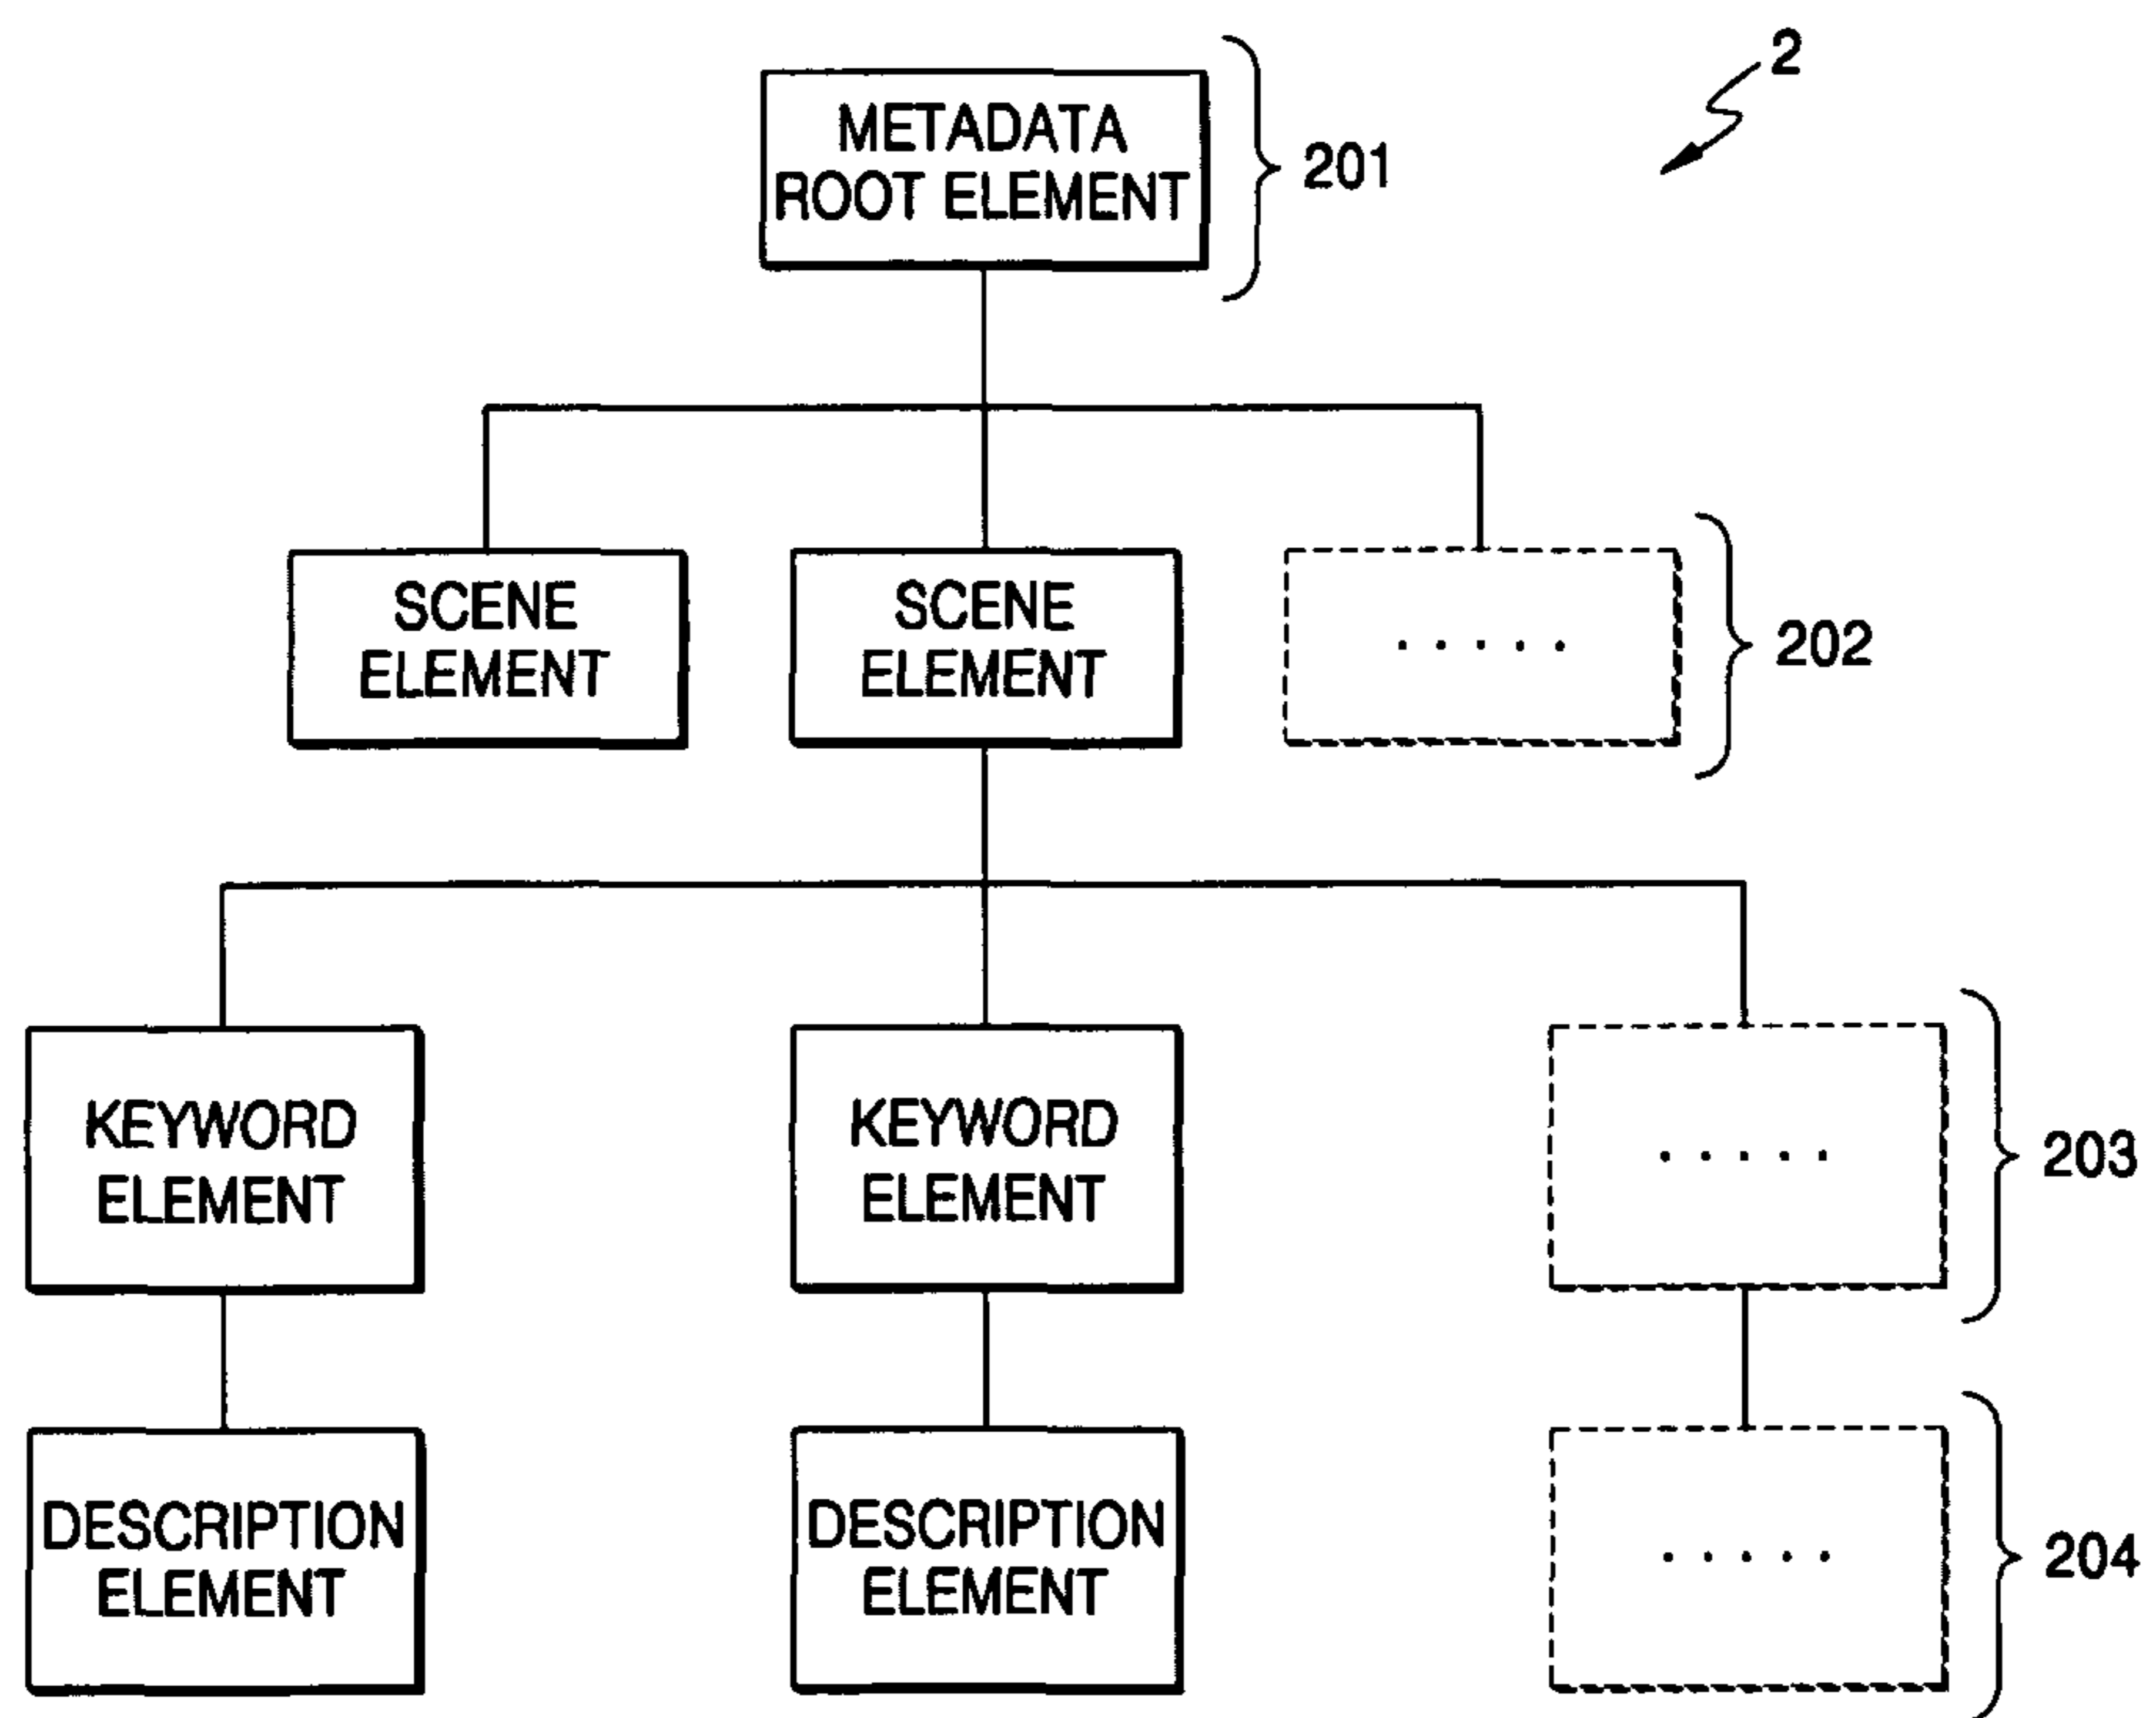 2
METADATA
ROOT ELEMENT
201
SCENE
ELEMENT
SCENE
ELEMENT
.....
202
KEYWORD
ELEMENT
KEYWORD
ELEMENT
.....
203
DESCRIPTION
ELEMENT
DESCRIPTION
ELEMENT
.....
204